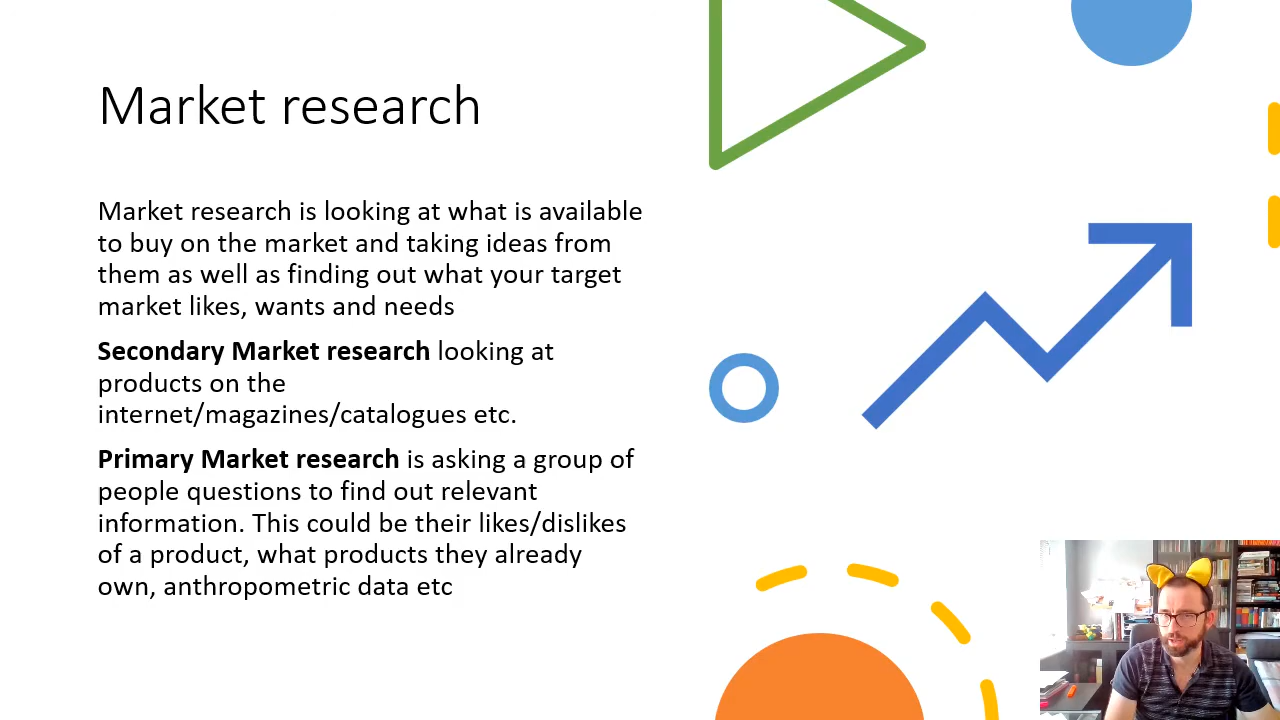 Market research
Market research is looking at what is available
to buy on the market and taking ideas from
them as well as finding out what your target
market likes, wants and needs
Secondary Market research looking at
products on the
internet/magazines/catalogues etc.
Primary Market research is asking a group of
people questions to find out relevant
information. This could be their likes/dislikes
of a product, what products they already
own, anthropometric data etc